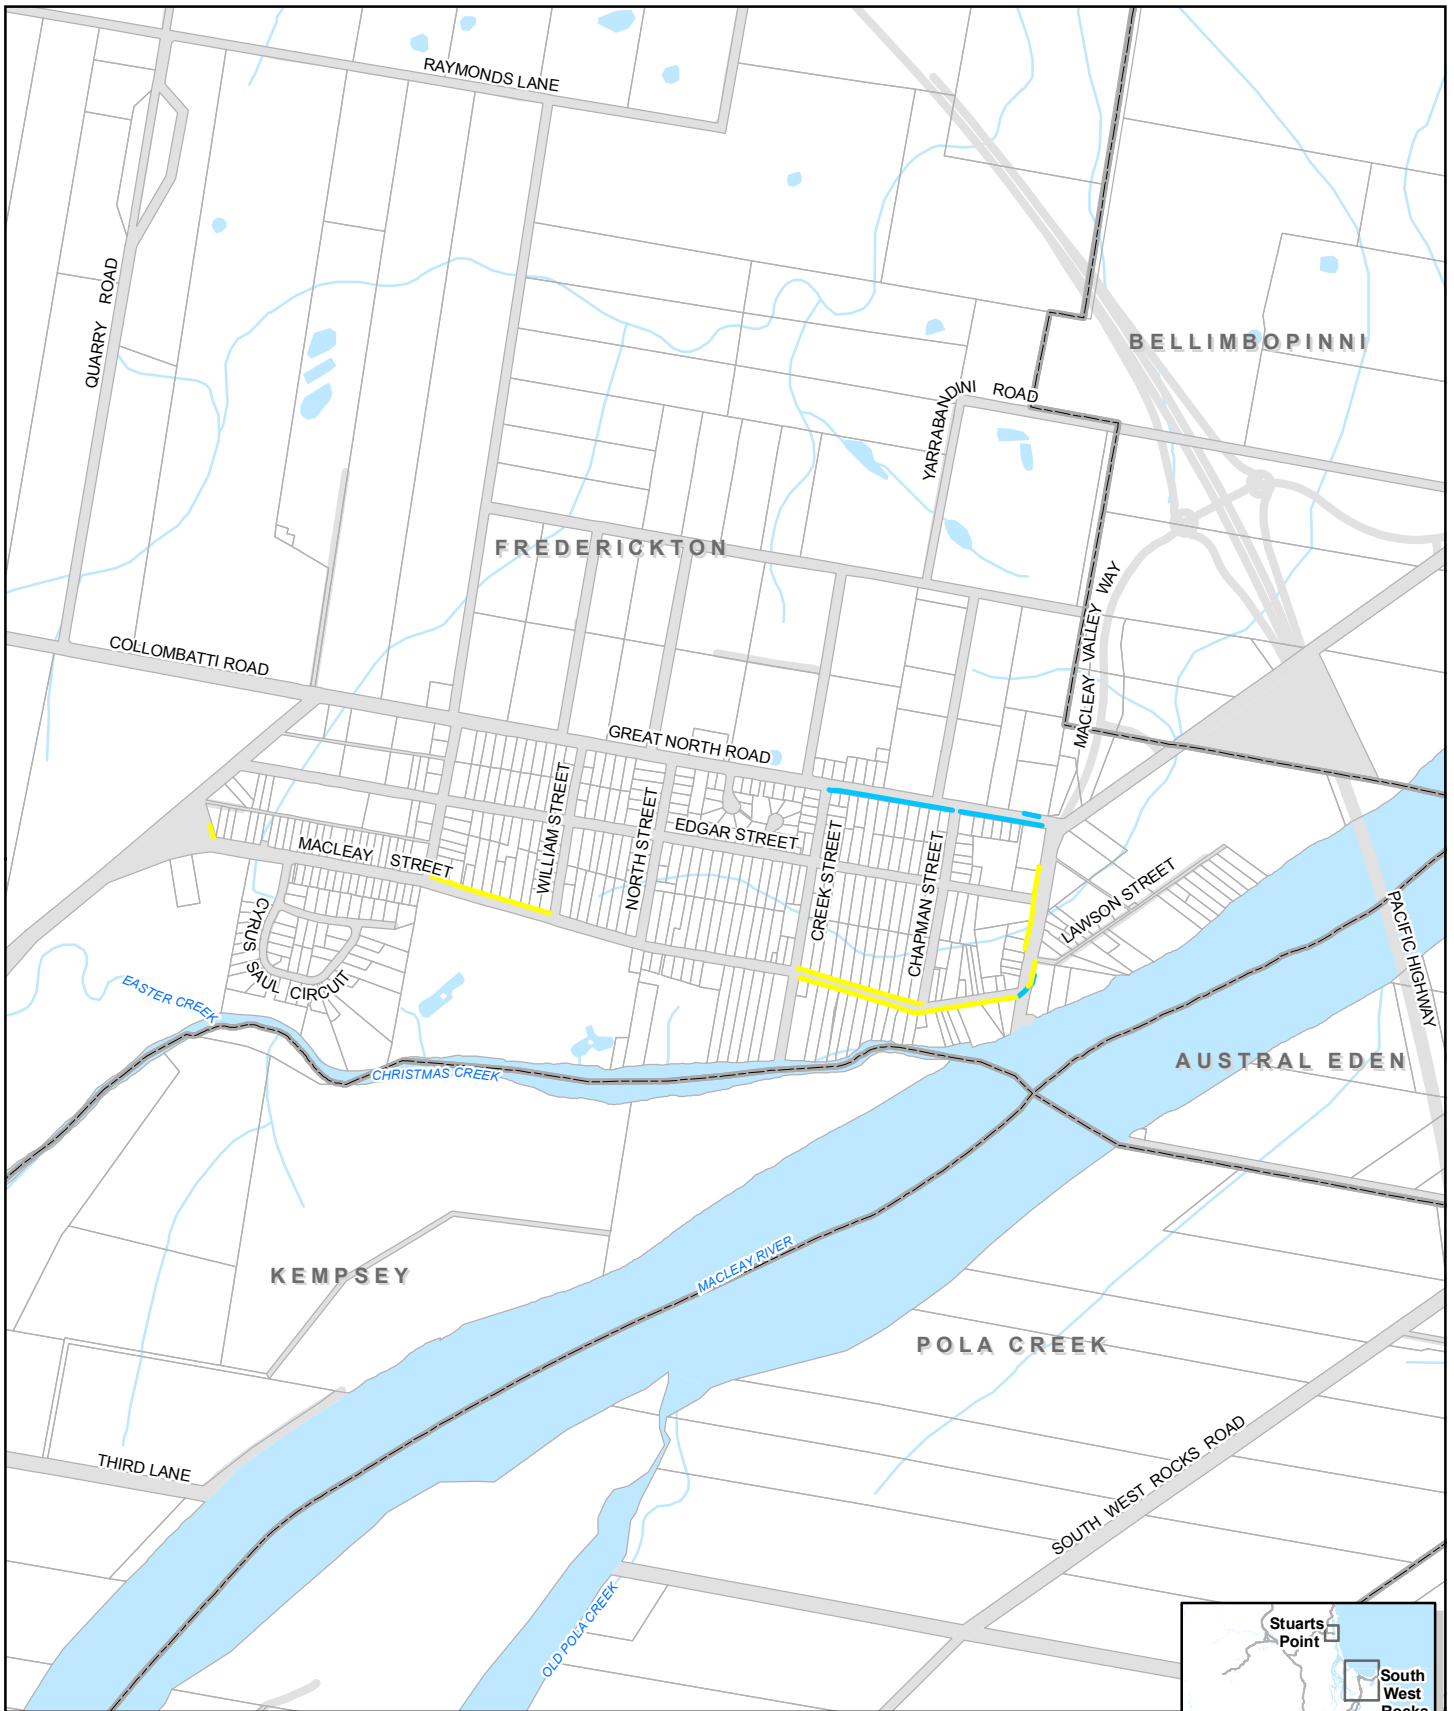 RAYMONDS LANE
QUARRY ROAD
BELLIMBOPINNI
YARRABANDINI ROAD
FREDERICKTON
MACLEAY VALLEY WAY
COLLOMBATTI ROAD
GREAT NORTH ROAD
WILLIAM STREET
NORTH STREET
EDGAR STREET
CREEK STREET
CHAPMAN STREET
MACLEAY STREET
LAWSON STREET
PACIFIC HIGHWAY
CYRUS SAUL CIRCUIT
EASTER CREEK
CHRISTMAS CREEK
AUSTRAL EDEN
MACLEAY RIVER
KEMPSEY
POLA CREEK
THIRD LANE
SOUTH WEST ROCKS ROAD
OLD POLA CREEK
Stuarts
Point
South
West
Rocks